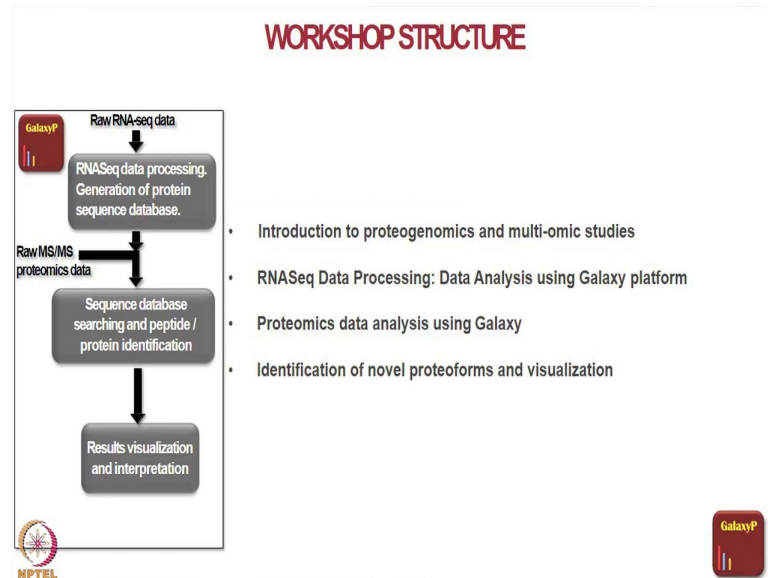 WORKSHOP STRUCTURE
GalaxyP
Raw RNA-seq data
RNASeq data processing.
Generation of protein
sequence database.
Raw MS/MS
proteomics data
Sequence database
searching and peptide /
protein identification
Results visualization
and interpretation
• Introduction to proteogenomics and multi-omic studies
• RNASeq Data Processing: Data Analysis using Galaxy platform
• Proteomics data analysis using Galaxy
• Identification of novel proteoforms and visualization
NPTEL
GalaxyP